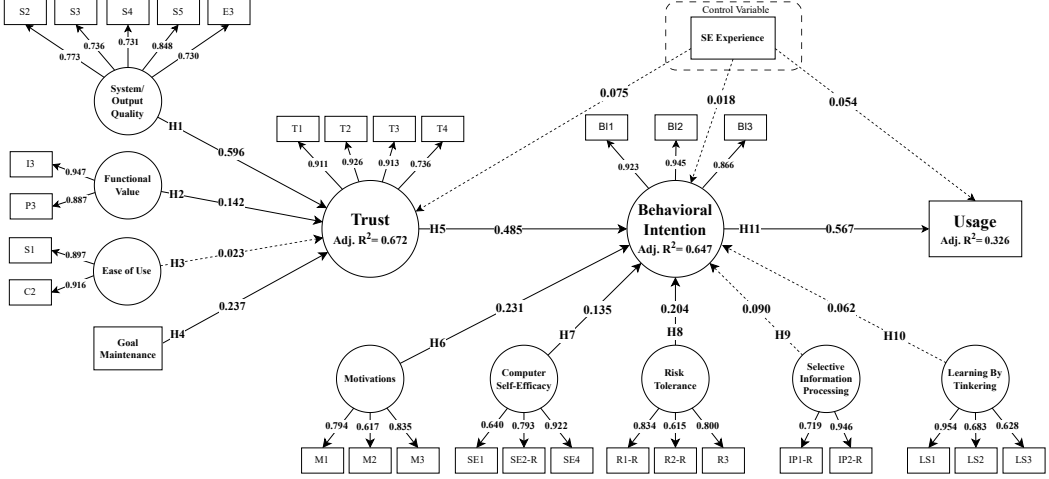 S2
S3
S4
S5
E3
0.773
0.736
0.731
0.848
0.730
System/
Output
Quality
H1
0.596
I3
P3
0.947
0.887
Functional
Value
H2
0.142
S1
C2
0.897
0.916
Ease of Use
H3
0.023
Goal
Maintenance
H4
0.237
T1
T2
T3
T4
0.911
0.926
0.913
0.736
Trust
Adj. R²= 0.672
H5
0.485
Control Variable
SE Experience
0.075
0.018
0.054
BI1
BI2
BI3
0.923
0.945
0.866
Behavioral
Intention
Adj. R²= 0.647
H11
0.567
Usage
Adj. R²= 0.326
0.231
H6
0.135
H7
0.204
H8
0.090
H9
0.062
H10
Motivations
0.794
0.617
0.835
M1
M2
M3
Computer
Self-Efficacy
0.640
0.793
0.922
SE1
SE2-R
SE4
Risk
Tolerance
0.834
0.615
0.800
R1-R
R2-R
R3
Selective
Information
Processing
0.719
0.946
IP1-R
IP2-R
Learning By
Tinkering
0.954
0.683
0.628
LS1
LS2
LS3